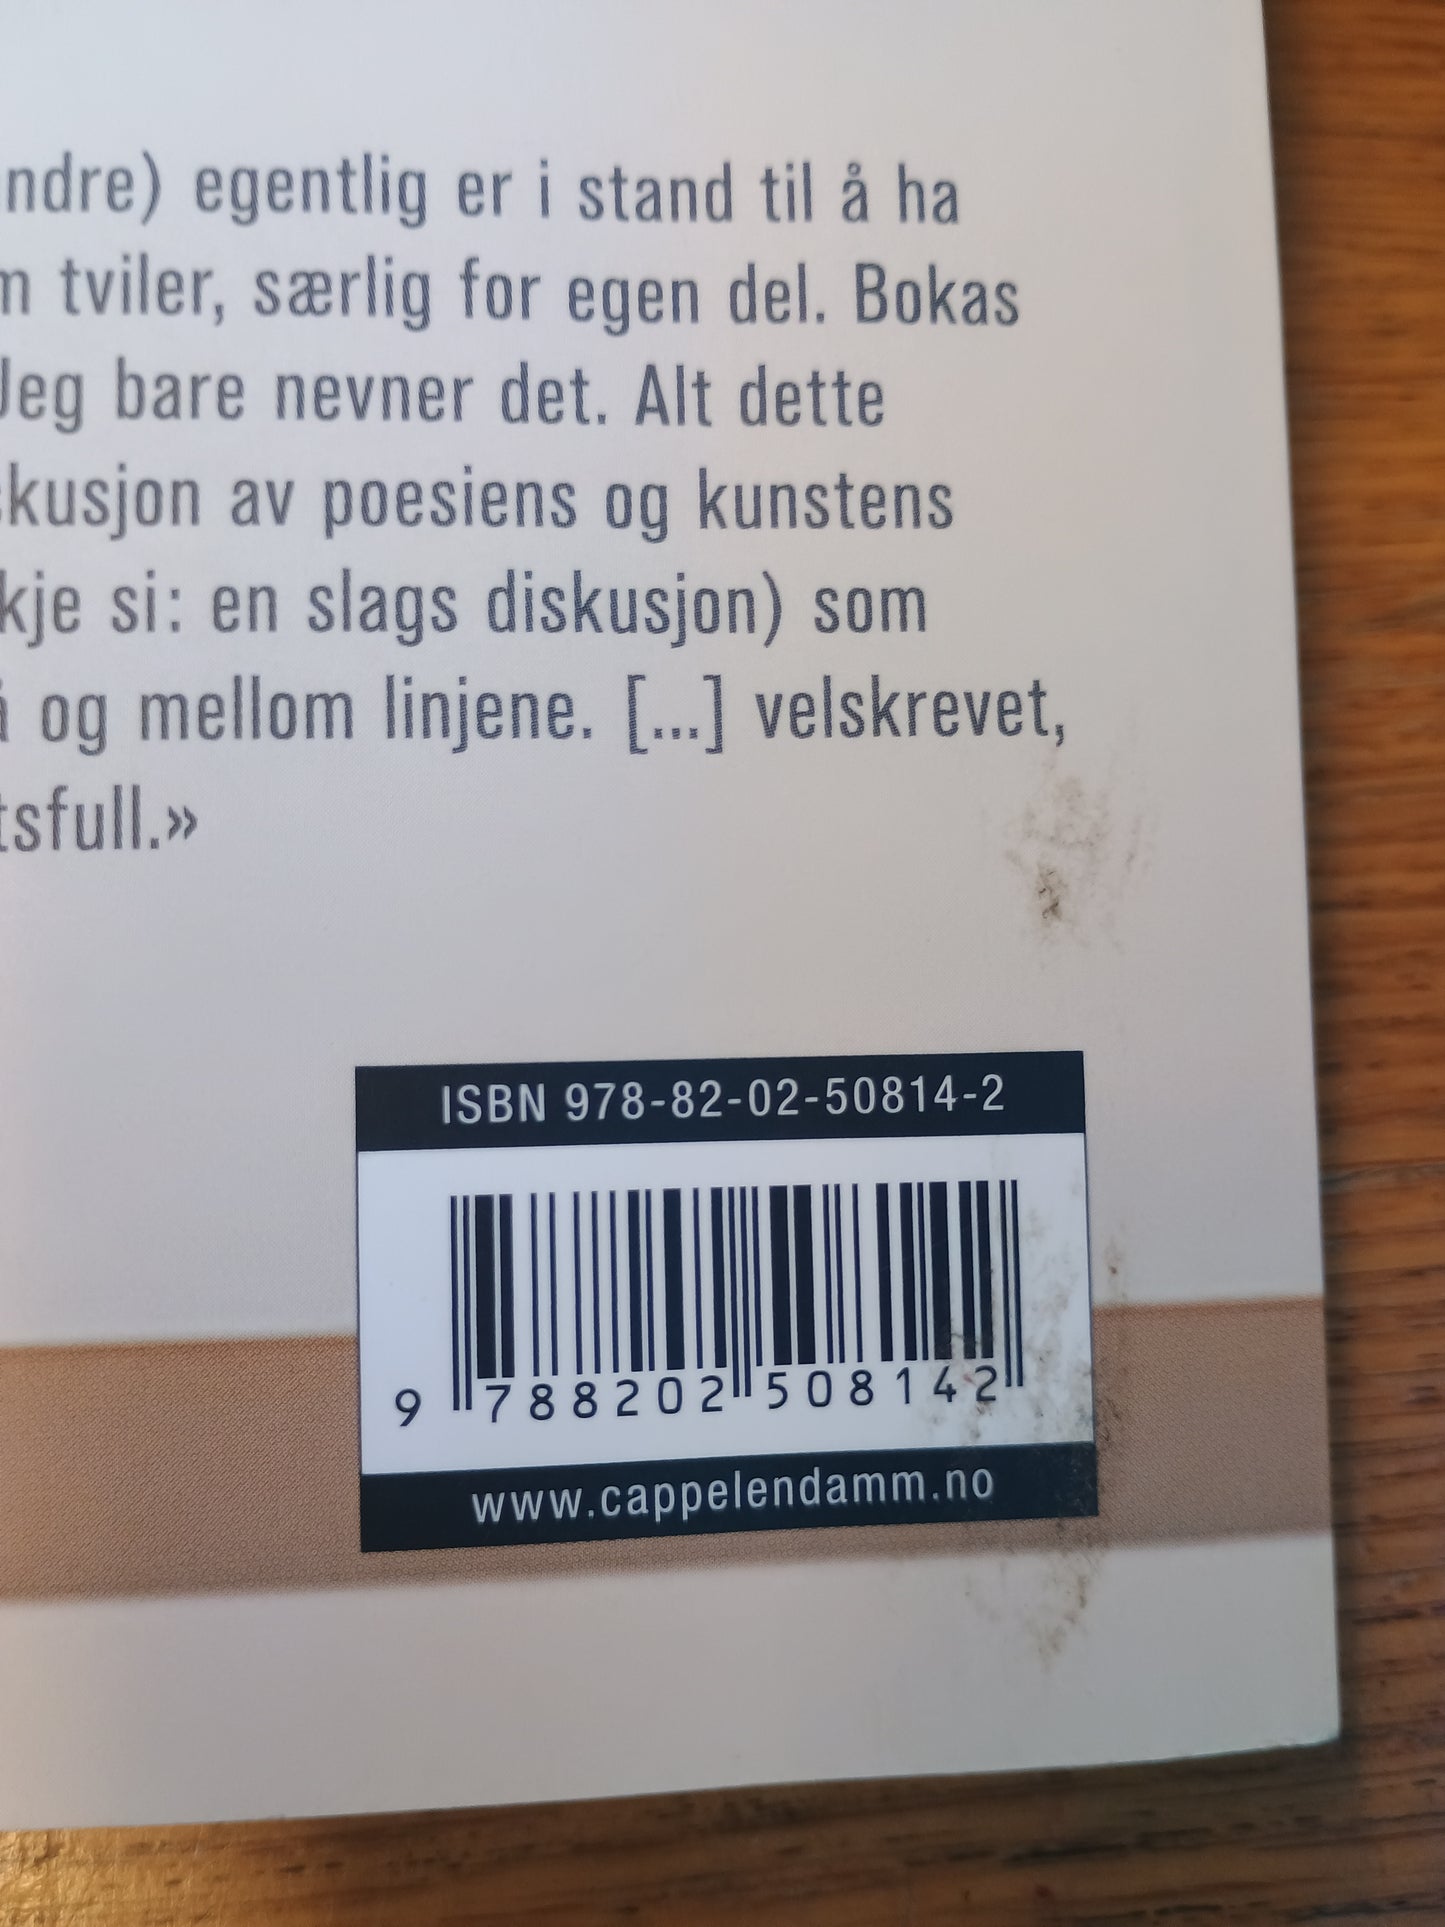 ndre) egentlig er i stand til å ha
tviler, særlig for egen del. Bokas
Jeg bare nevner det. Alt dette
kusjon av poesiens og kunstens
kje si: en slags diskusjon) som
og mellom linjene. [...] velskrevet,
tsfull.»
ISBN 978-82-02-50814-2
9 788202 508142
www.cappelendamm.no